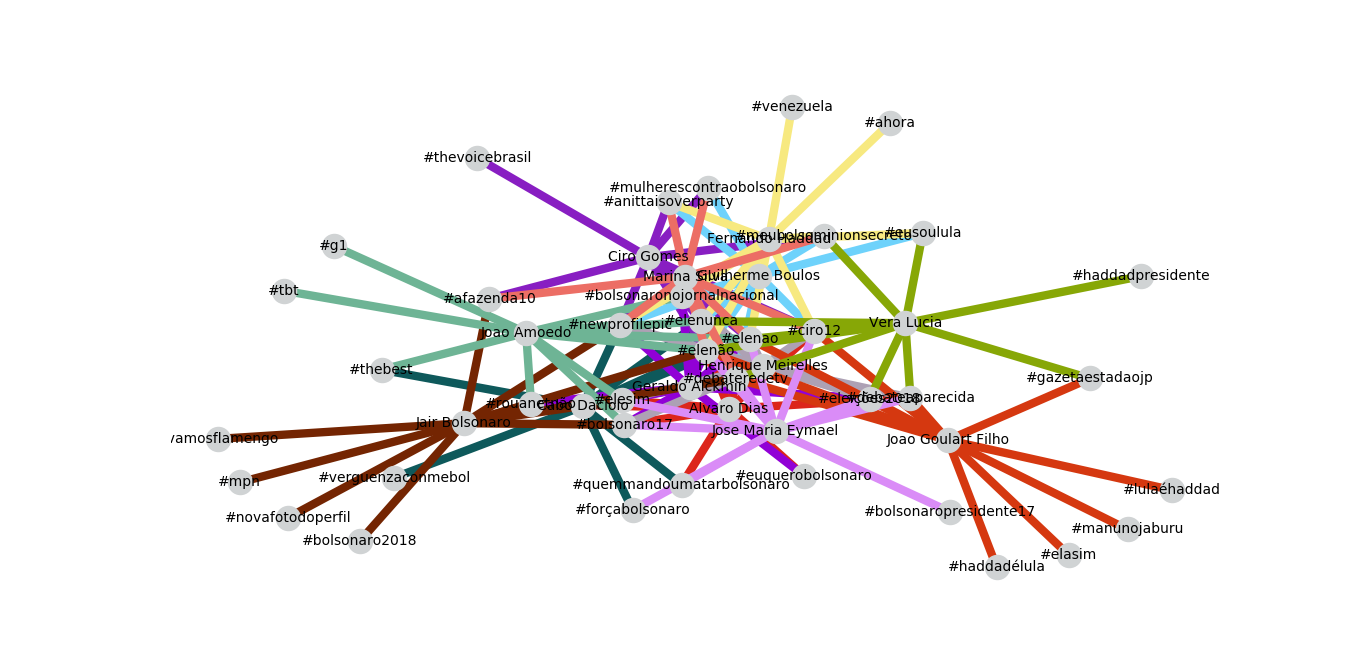 #venezuela
#ahora
#thevoicebrasil
#mulherescontraobolsonaro
#anittaisoverparty
#eusoulula
#meubolsominionsecreto
Fernando Haddad
#g1
Ciro Gomes
Marina Silva
Guilherme Boulos
#haddadpresidente
#tbt
#afazenda10
#bolsonaronojornalnacional
#newprofilepic
#elenunca
Vera Lucia
Joao Amoedo
#ciro12
#elenao
#elenão
Henrique Meirelles
#thebest
#debateredetv
#gazetaestadaojp
Geraldo Alckmin
#rouanetnão
Cabo Daciolo
#elesim
#eleições2018
#debateaparecida
Alvaro Dias
Jair Bolsonaro
#bolsonaro17
Jose Maria Eymael
Joao Goulart Filho
vamosflamengo
#mpn
#verguenzaconmebol
#quemmandoumatarbolsonaro
#euquerobolsonaro
#lulaéhaddad
#novafotodoperfil
#forçabolsonaro
#bolsonaropresidente17
#manunojaburu
#bolsonaro2018
#elasim
#haddadélula